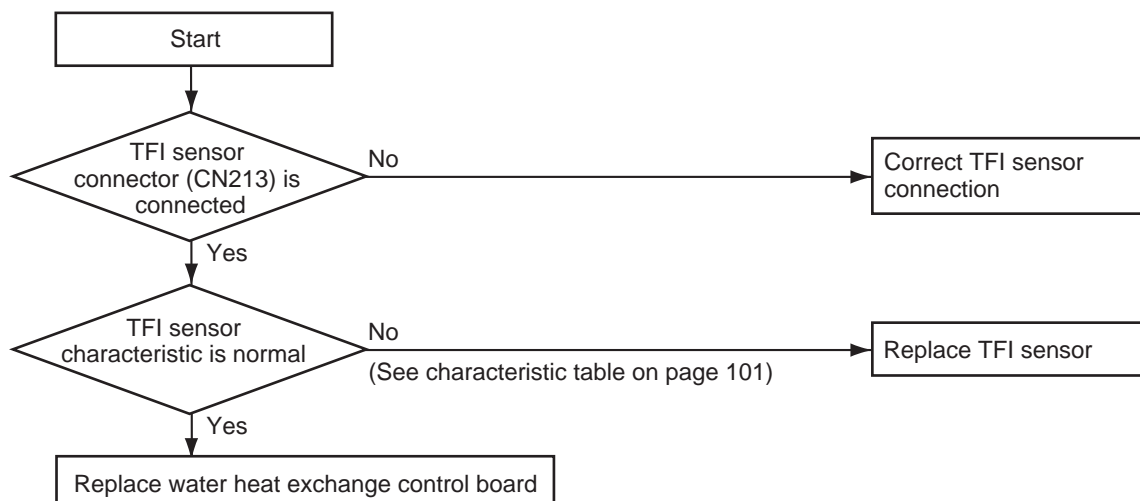 Start
TFI sensor
connector (CN213) is
connected
No
Correct TFI sensor
connection
Yes
TFI sensor
characteristic is normal
No
(See characteristic table on page 101)
Replace TFI sensor
Yes
Replace water heat exchange control board